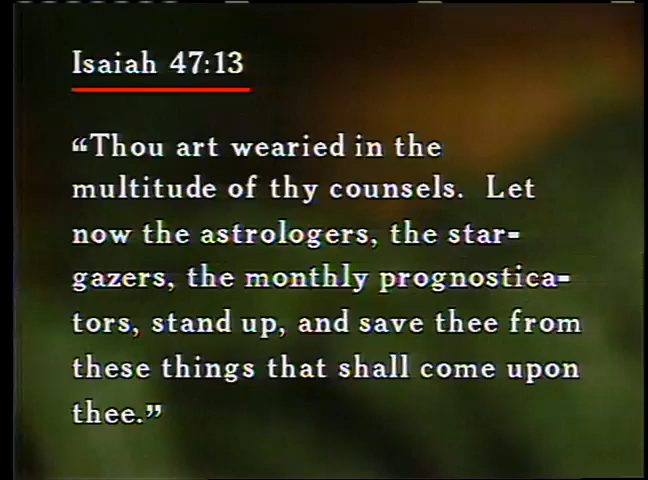 Isaiah 47:13
“Thou art wearied in the
multitude of thy counsels.  Let
now the astrologers, the star-
gazers, the monthly prognostica-
tors, stand up, and save thee from
these things that shall come upon
thee.”